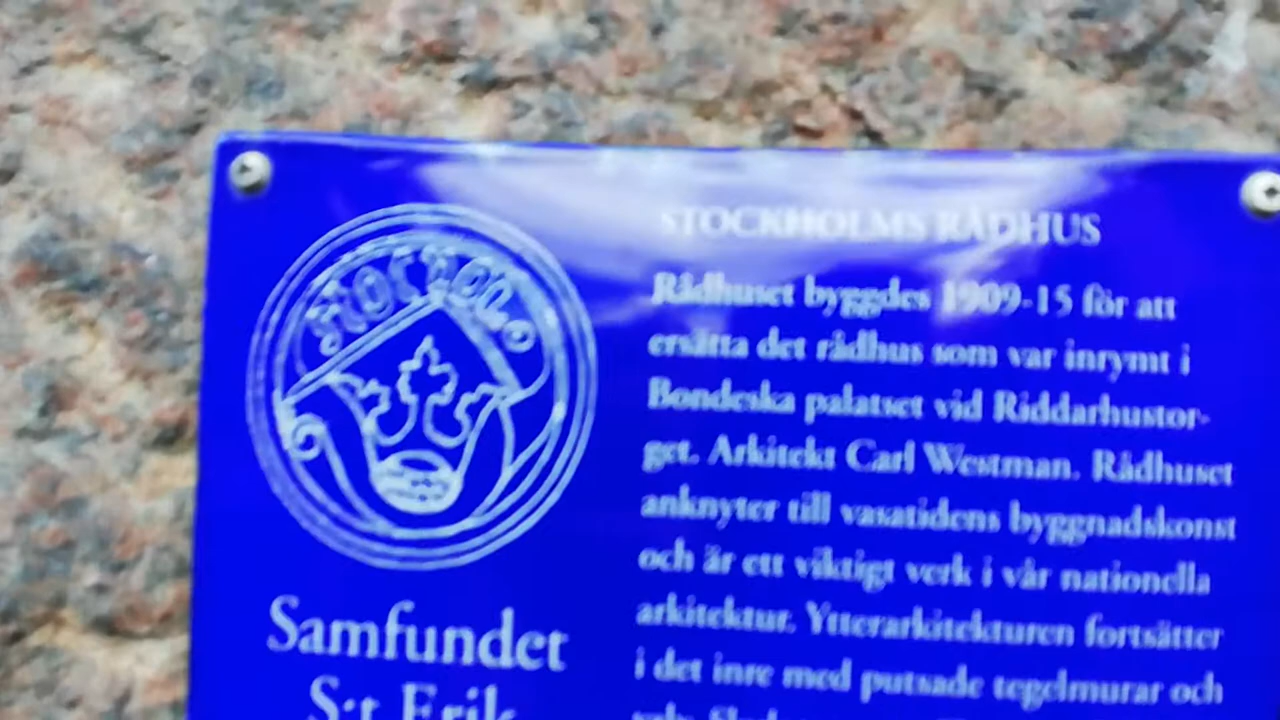 STOCKHOLMS RÅDHUS
Rådhuset byggdes 1909-15 för att
ersätta det rådhus som var inrymt i
Bondeska palatset vid Riddarhustor-
get. Arkitekt Carl Westman. Rådhuset
anknyter till vasatidens byggnadskonst
och är ett viktigt verk i vår nationella
arkitektur. Ytterarkitekturen fortsätter
i det inre med putsade tegelmurar och
Samfundet
S:t Erik